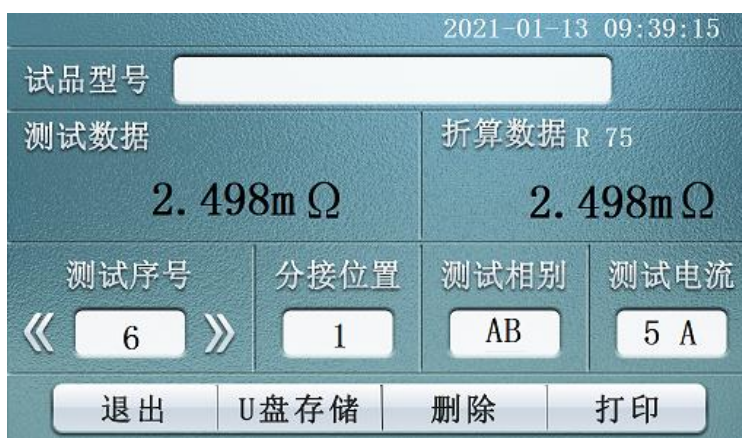 2021-01-13 09:39:15
试品型号
测试数据
折算数据 R 75
2.498mΩ
2.498mΩ
测试序号 分接位置 测试相别 测试电流
《 6 》 1 AB 5 A
退出 U盘存储 删除 打印